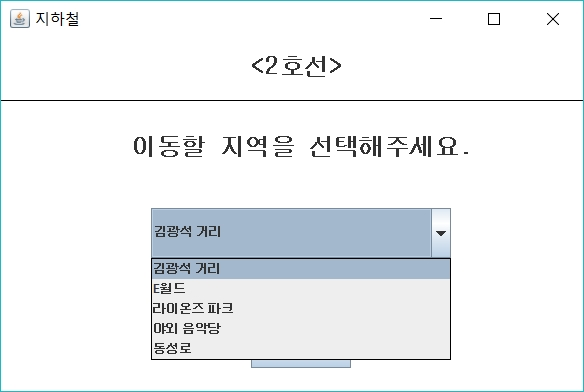 지하철
<2호선>
이동할 지역을 선택해주세요.
김광석 거리
김광석 거리
E월드
라이온즈 파크
야외 음악당
동성로